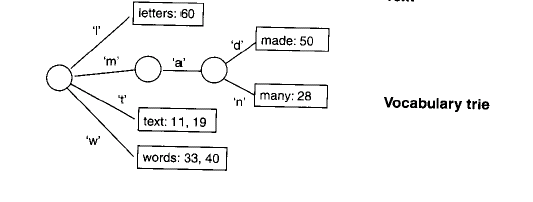 letters: 60
'l'
'd'
made: 50
'm'
'a'
'n'
many: 28
't'
Vocabulary trie
text: 11, 19
'w'
words: 33, 40